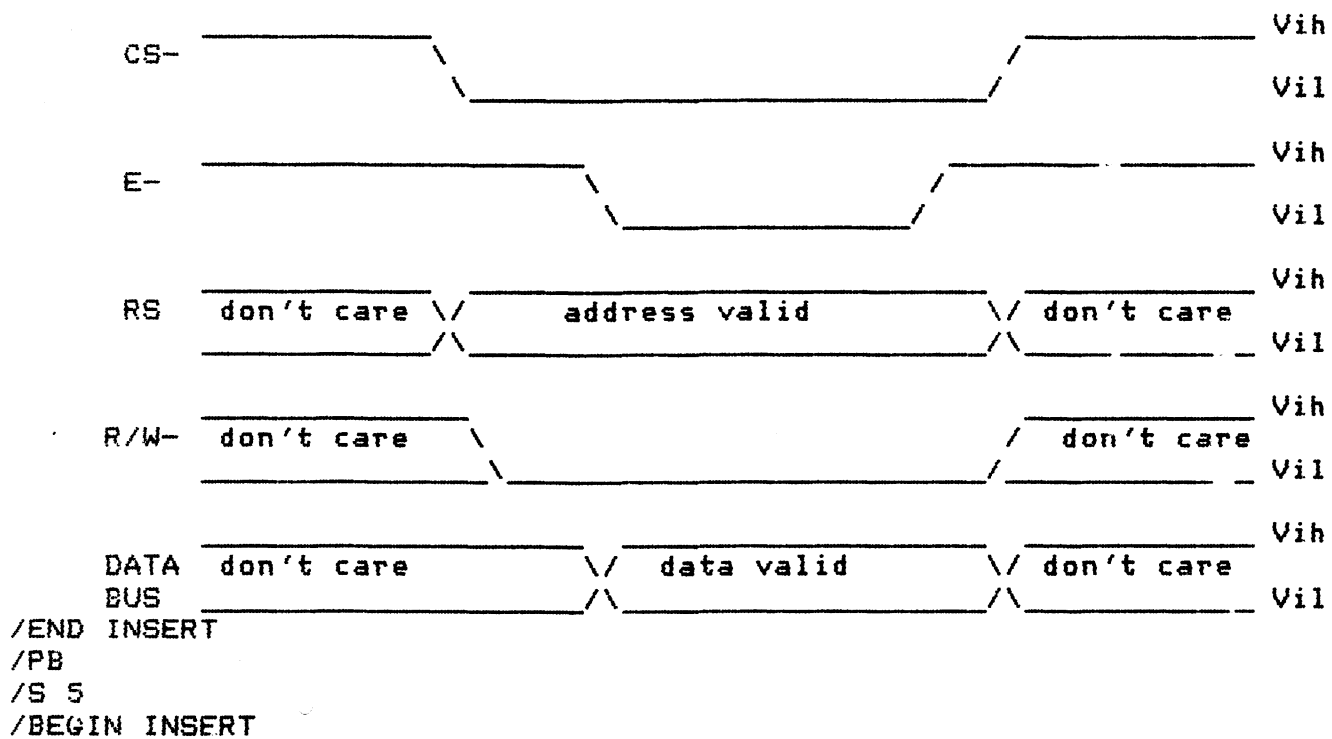 Vih
CS-
Vil
Vih
E-
Vil
Vih
RS don't care address valid don't care
Vil
Vih
R/W- don't care don't care
Vil
Vih
DATA don't care data valid don't care
BUS Vil
/END INSERT
/PB
/S 5
/BEGIN INSERT